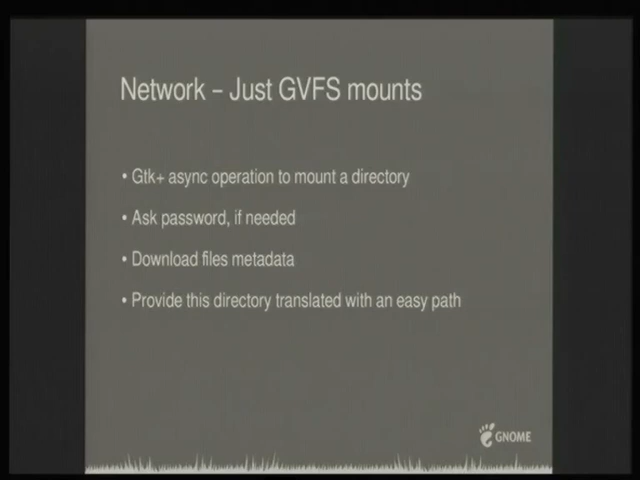 Network – Just GVFS mounts
• Gtk+ async operation to mount a directory
• Ask password, if needed
• Download files metadata
• Provide this directory translated with an easy path
GNOME